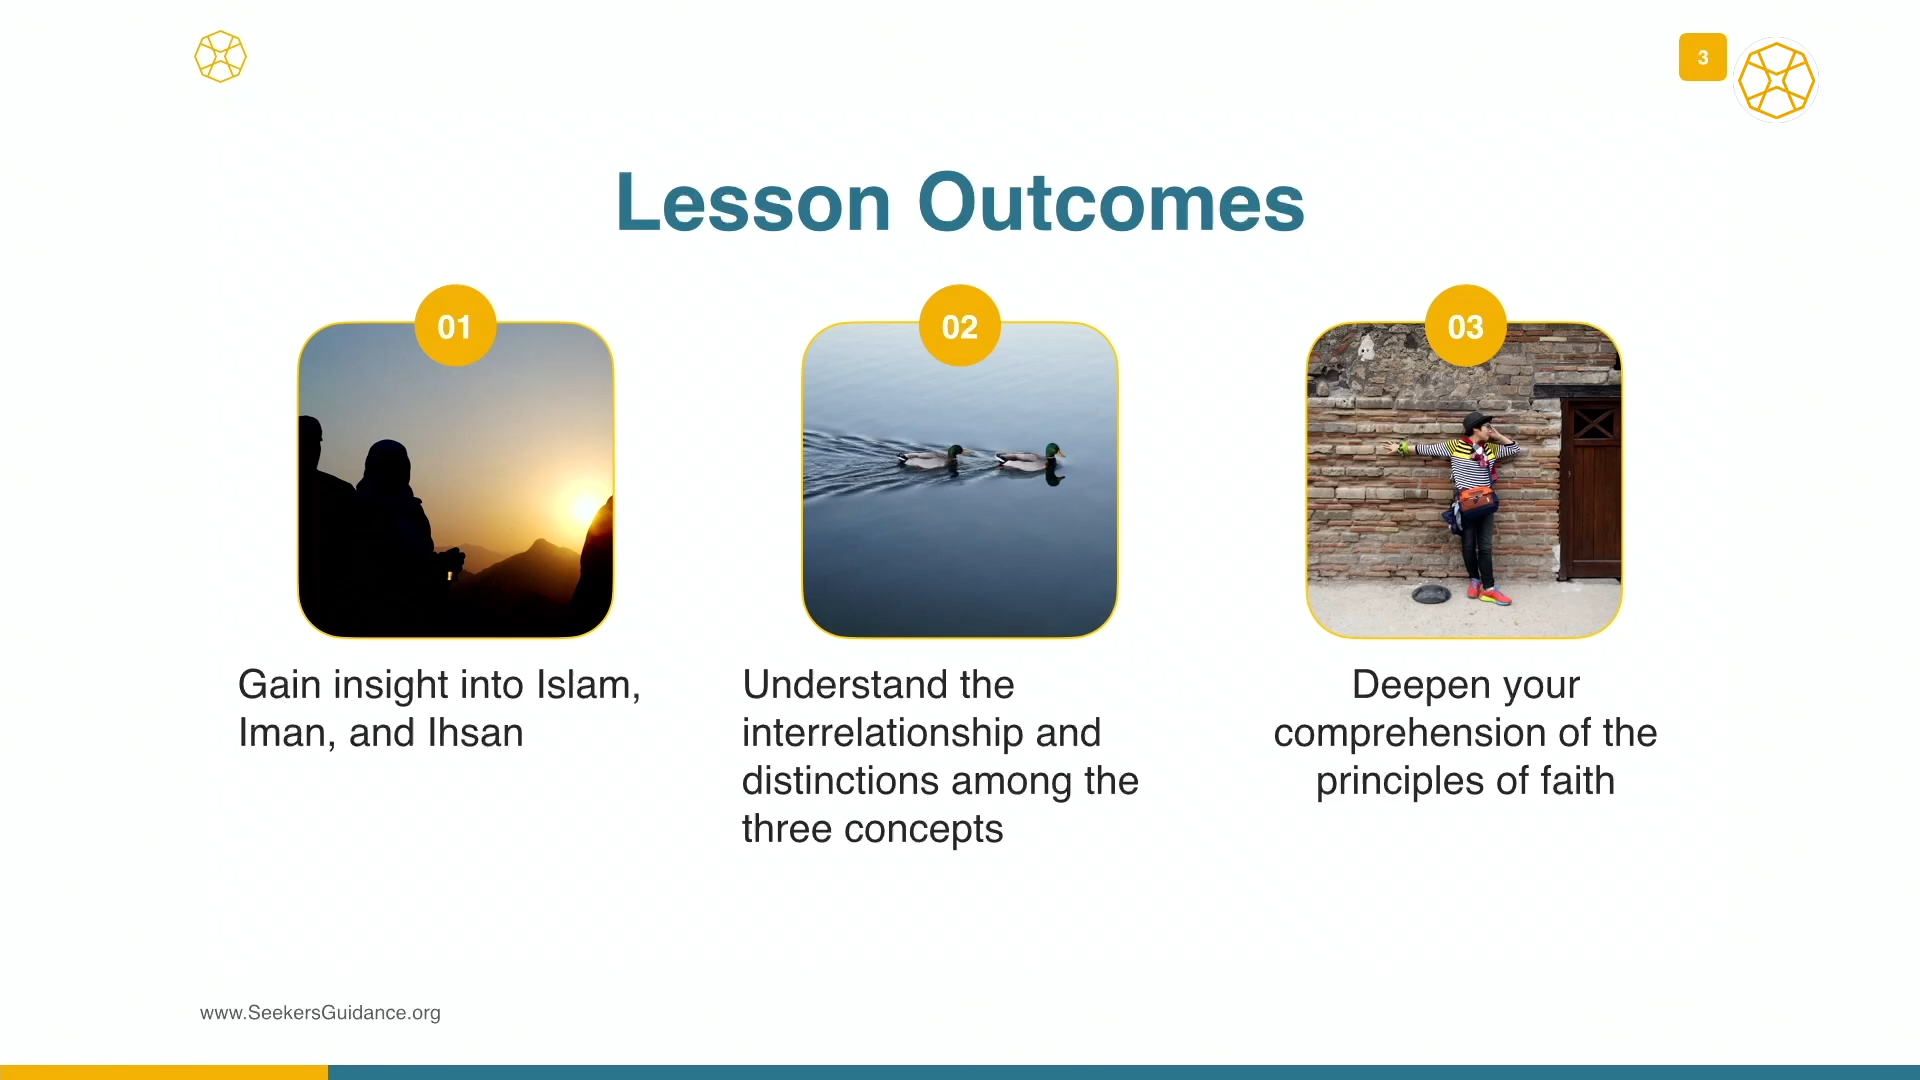 3
Lesson Outcomes
01
Gain insight into Islam,
Iman, and Ihsan
02
Understand the
interrelationship and
distinctions among the
three concepts
03
Deepen your
comprehension of the
principles of faith
www.SeekersGuidance.org